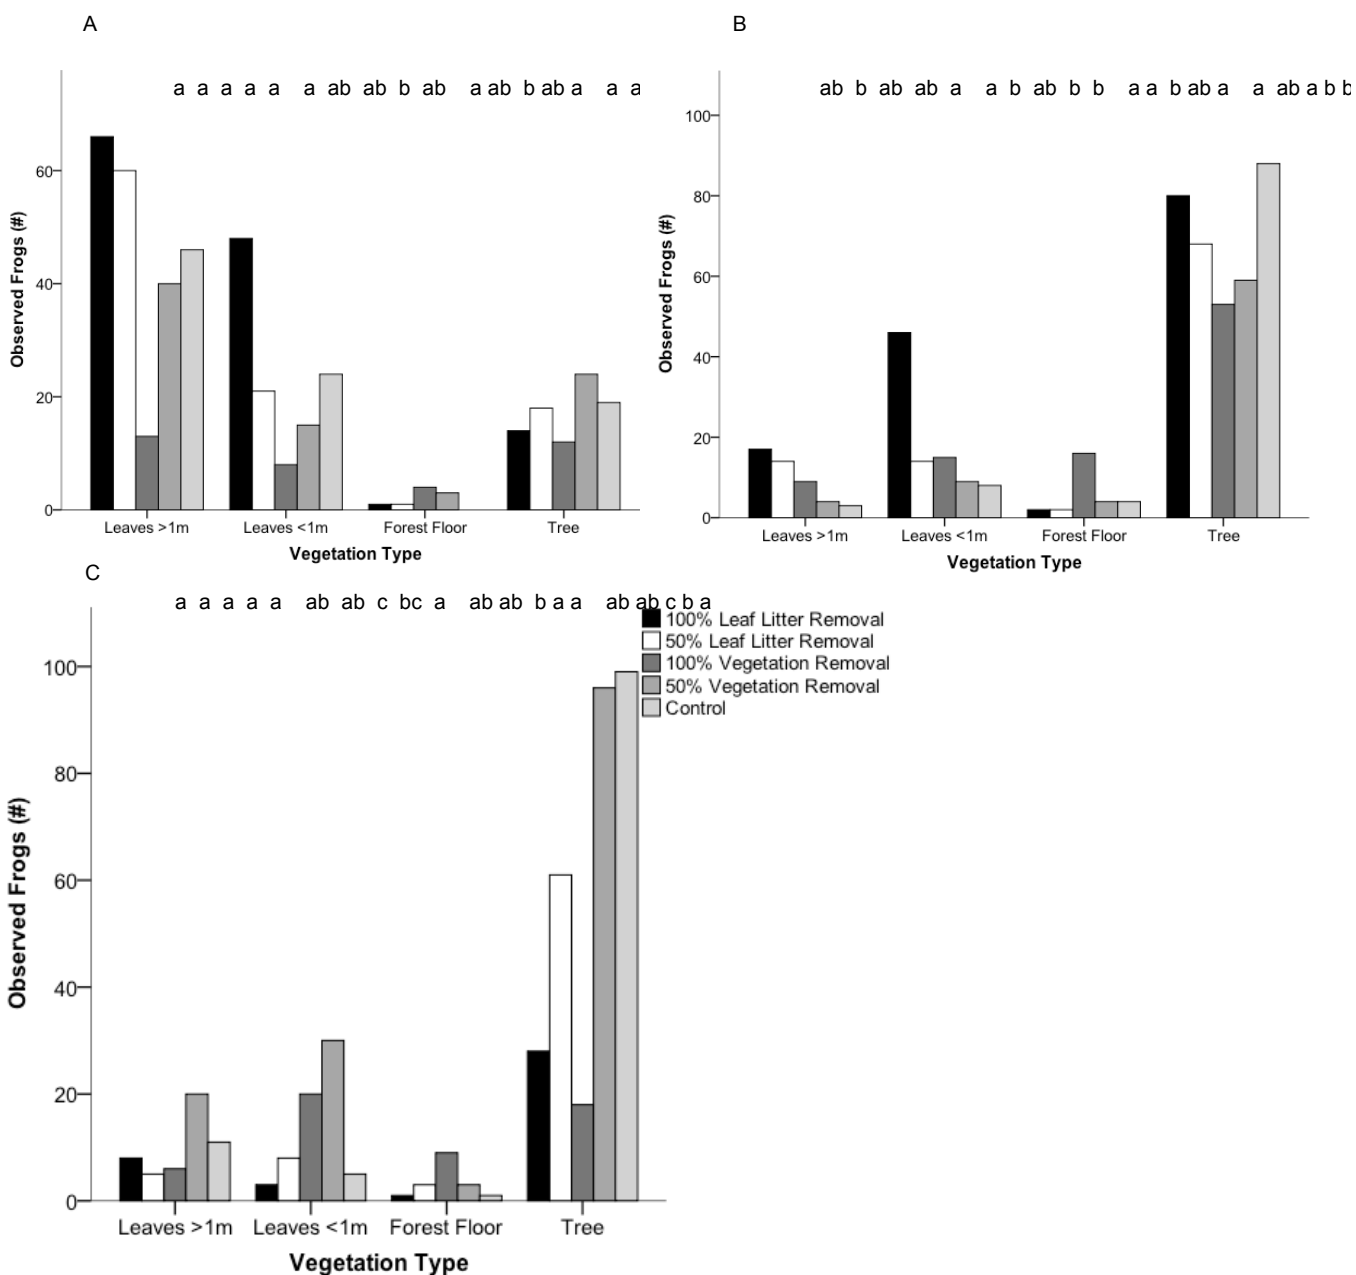 A
a a a a a a ab ab b ab a ab b ab a a a
60
40
20
0
Observed Frogs (#)
Leaves >1m Leaves <1m Forest Floor Tree
Vegetation Type
B
ab b ab ab a a b ab b b a a b ab a a ab a b b
100
80
60
40
20
0
Observed Frogs (#)
Leaves >1m Leaves <1m Forest Floor Tree
Vegetation Type
C
a a a a a ab ab c bc a ab ab b a a ab ab c b a
100% Leaf Litter Removal
50% Leaf Litter Removal
100% Vegetation Removal
50% Vegetation Removal
Control
100
80
60
40
20
0
Observed Frogs (#)
Leaves >1m Leaves <1m Forest Floor Tree
Vegetation Type